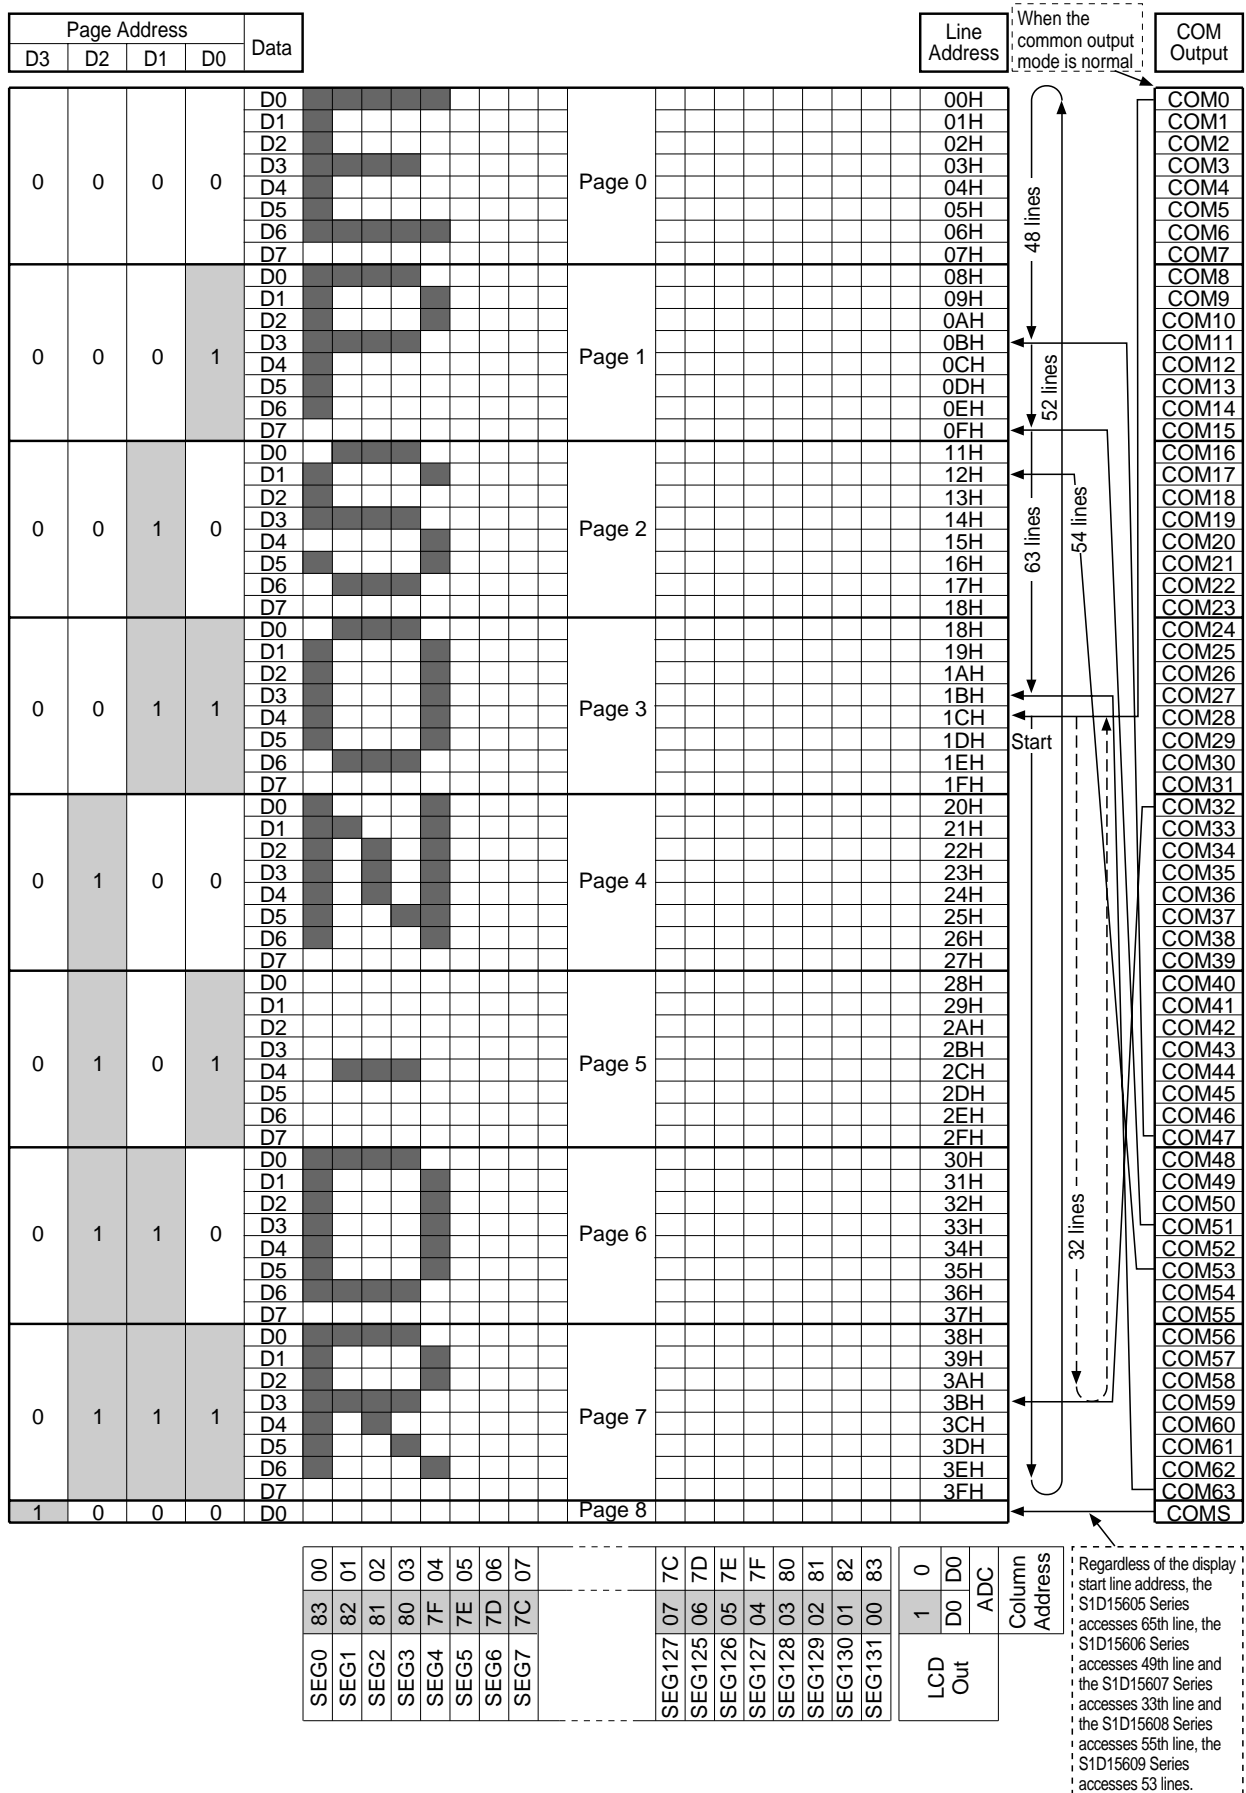 Page Address
D3 D2 D1 D0
Data
Line
Address
When the
common output
mode is normal
COM
Output
D0 00H COM0
D1 01H COM1
D2 02H COM2
D3 03H COM3
0 0 0 0 D4 Page 0 04H COM4
D5 05H COM5
D6 06H COM6
D7 07H COM7
D0 08H COM8
D1 09H COM9
D2 0AH COM10
D3 0BH COM11
0 0 0 1 D4 Page 1 0CH COM12
D5 0DH COM13
D6 0EH COM14
D7 0FH COM15
D0 11H COM16
D1 12H COM17
D2 13H COM18
D3 14H COM19
0 0 1 0 D4 Page 2 15H COM20
D5 16H COM21
D6 17H COM22
D7 18H COM23
D0 18H COM24
D1 19H COM25
D2 1AH COM26
D3 1BH COM27
0 0 1 1 D4 Page 3 1CH COM28
D5 1DH Start COM29
D6 1EH COM30
D7 1FH COM31
D0 20H COM32
D1 21H COM33
D2 22H COM34
D3 23H COM35
0 1 0 0 D4 Page 4 24H COM36
D5 25H COM37
D6 26H COM38
D7 27H COM39
D0 28H COM40
D1 29H COM41
D2 2AH COM42
D3 2BH COM43
0 1 0 1 D4 Page 5 2CH COM44
D5 2DH COM45
D6 2EH COM46
D7 2FH COM47
D0 30H COM48
D1 31H COM49
D2 32H COM50
D3 33H COM51
0 1 1 0 D4 Page 6 34H COM52
D5 35H COM53
D6 36H COM54
D7 37H COM55
D0 38H COM56
D1 39H COM57
D2 3AH COM58
D3 3BH COM59
0 1 1 1 D4 Page 7 3CH COM60
D5 3DH COM61
D6 3EH COM62
D7 3FH COM63
1 0 0 0 D0 Page 8 COMS
48 lines
52 lines
63 lines
54 lines
32 lines
00 01 02 03 04 05 06 07 7C 7D 7E 7F 80 81 82 83 0 D0
83 82 81 80 7F 7E 7D 7C 07 06 05 04 03 02 01 00 1 D0
ADC
Column
Address
SEG0 SEG1 SEG2 SEG3 SEG4 SEG5 SEG6 SEG7 SEG127 SEG125 SEG126 SEG127 SEG128 SEG129 SEG130 SEG131
LCD
Out
Regardless of the display
start line address, the
S1D15605 Series
accesses 65th line, the
S1D15606 Series
accesses 49th line and
the S1D15607 Series
accesses 33th line and
the S1D15608 Series
accesses 55th line, the
S1D15609 Series
accesses 53 lines.